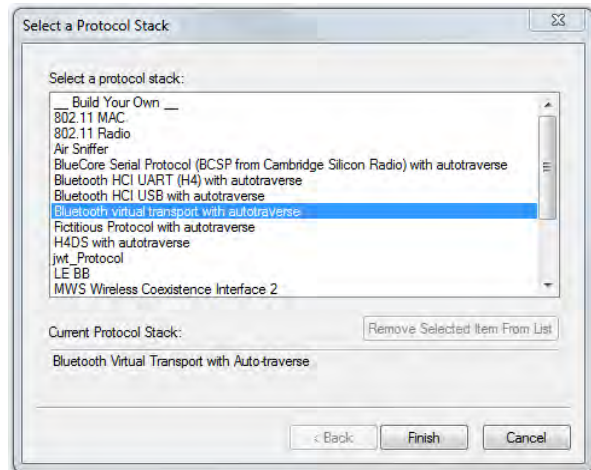 Select a Protocol Stack
Select a protocol stack:
__ Build Your Own __
802.11 MAC
802.11 Radio
Air Sniffer
BlueCore Serial Protocol (BCSP from Cambridge Silicon Radio) with autotraverse
Bluetooth HCI UART (H4) with autotraverse
Bluetooth HCI USB with autotraverse
Bluetooth virtual transport with autotraverse
Fictitious Protocol with autotraverse
H4DS with autotraverse
jwt_Protocol
LE BB
MWS Wireless Coexistence Interface 2
Current Protocol Stack:
Remove Selected Item From List
Bluetooth Virtual Transport with Auto-traverse
< Back
Finish
Cancel